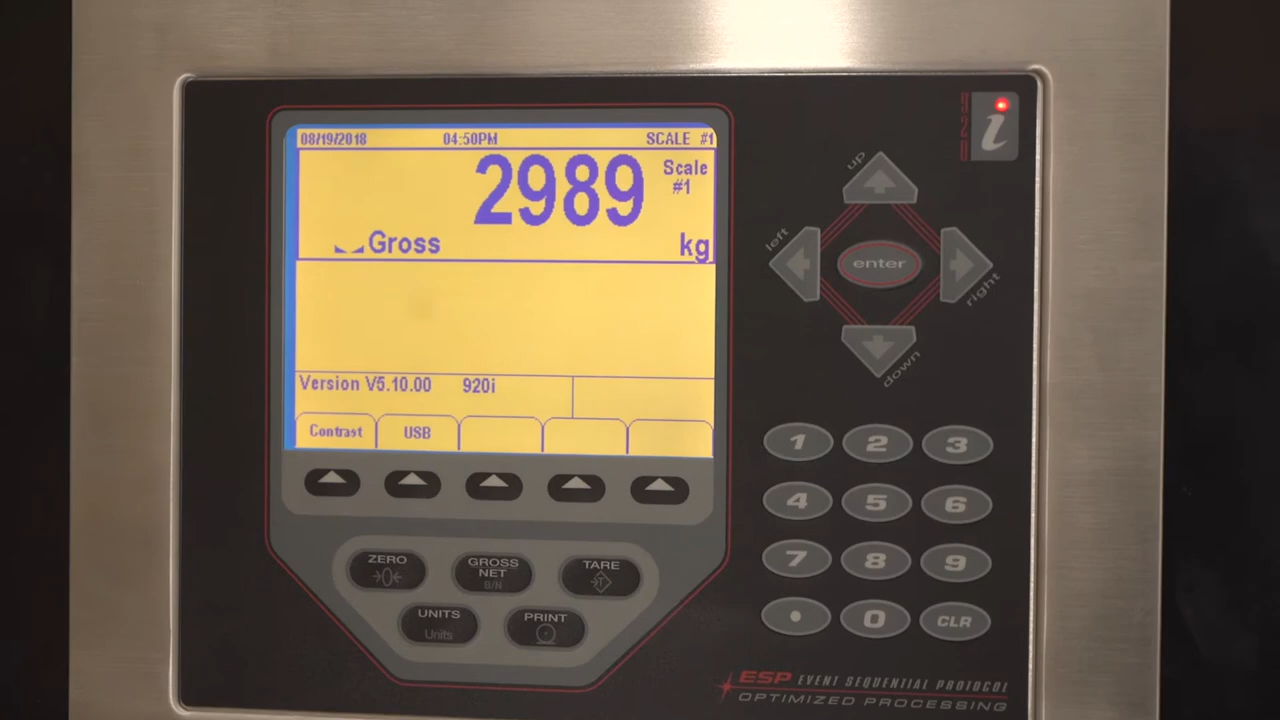 08/19/2018 04:50PM SCALE #1
2989 Scale
#1
Gross kg
Version V5.10.00 920i
Contrast USB
ZERO GROSS NET B/N TARE T
UNITS Units PRINT
920 i
up
left enter right
down
1 2 3
4 5 6
7 8 9
. 0 CLR
ESP EVENT SEQUENTIAL PROTOCOL
OPTIMIZED PROCESSING